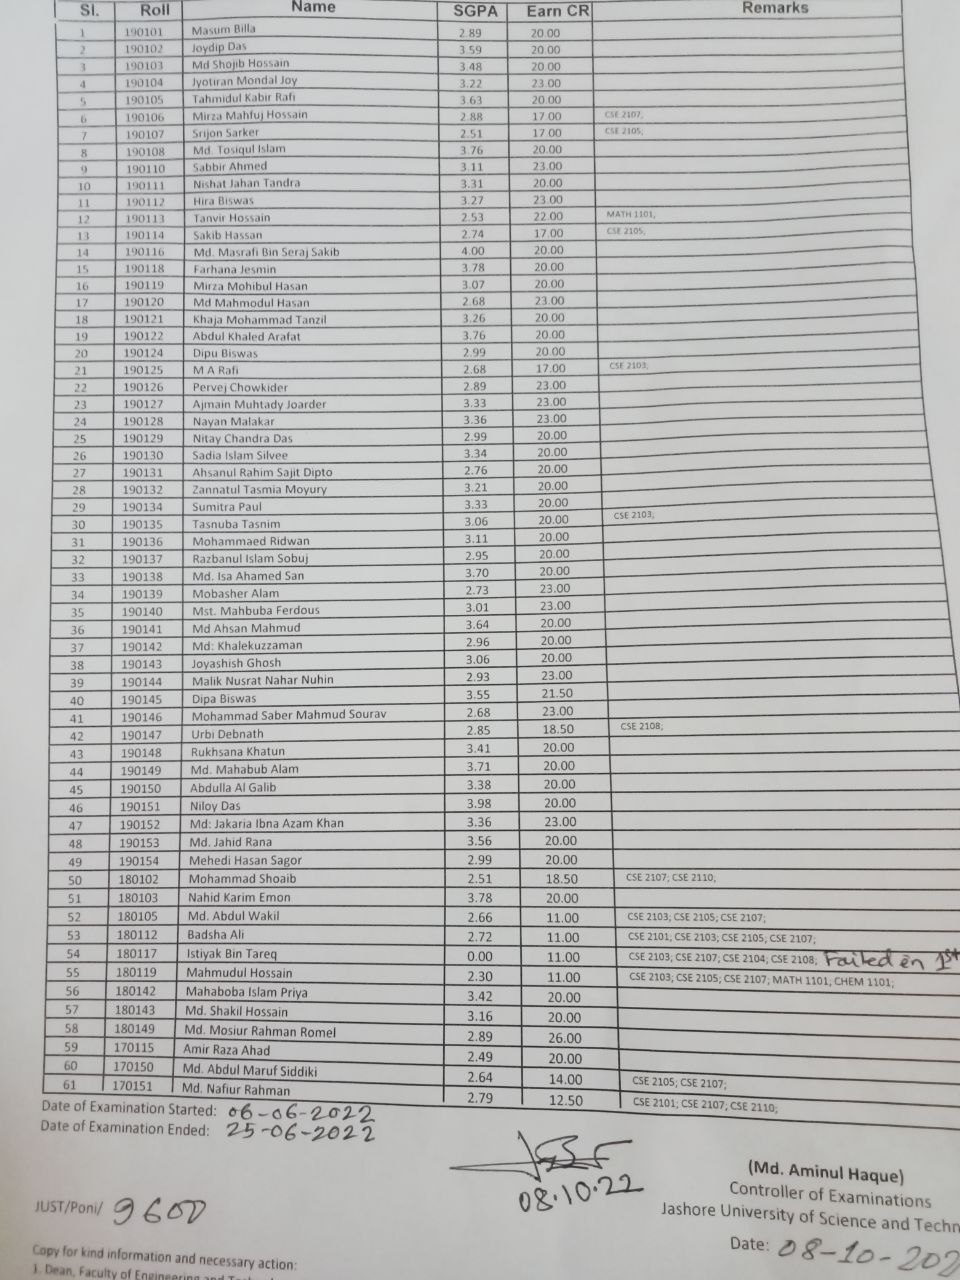 Sl. Roll Name SGPA Earn CR Remarks
1 190101 Masum Billa 2.89 20.00
2 190102 Joydip Das 3.59 20.00
3 190103 Md Shojib Hossain 3.48 20.00
4 190104 Jyotiran Mondal Joy 3.22 23.00
5 190105 Tahmidul Kabir Rafi 3.63 20.00
6 190106 Mirza Mahfuj Hossain 2.88 17.00 CSE 2107;
7 190107 Srijon Sarker 2.51 17.00 CSE 2105;
8 190108 Md. Tosiqul Islam 3.76 20.00
9 190110 Sabbir Ahmed 3.11 23.00
10 190111 Nishat Jahan Tandra 3.31 20.00
11 190112 Hira Biswas 3.27 23.00
12 190113 Tanvir Hossain 2.53 22.00 MATH 1101;
13 190114 Sakib Hassan 2.74 17.00 CSE 2105;
14 190116 Md. Masrafi Bin Seraj Sakib 4.00 20.00
15 190118 Farhana Jesmin 3.78 20.00
16 190119 Mirza Mohibul Hasan 3.07 20.00
17 190120 Md Mahmodul Hasan 2.68 23.00
18 190121 Khaja Mohammad Tanzil 3.26 20.00
19 190122 Abdul Khaled Arafat 3.76 20.00
20 190124 Dipu Biswas 2.99 20.00
21 190125 M A Rafi 2.68 17.00 CSE 2103;
22 190126 Pervej Chowkider 2.89 23.00
23 190127 Ajmain Muhtady Joarder 3.33 23.00
24 190128 Nayan Malakar 3.36 23.00
25 190129 Nitay Chandra Das 2.99 20.00
26 190130 Sadia Islam Silvee 3.34 20.00
27 190131 Ahsanul Rahim Sajit Dipto 2.76 20.00
28 190132 Zannatul Tasmia Moyury 3.21 20.00
29 190134 Sumitra Paul 3.33 20.00
30 190135 Tasnuba Tasnim 3.06 20.00 CSE 2103;
31 190136 Mohammaed Ridwan 3.11 20.00
32 190137 Razbanul Islam Sobuj 2.95 20.00
33 190138 Md. Isa Ahamed San 3.70 20.00
34 190139 Mobasher Alam 2.73 23.00
35 190140 Mst. Mahbuba Ferdous 3.01 23.00
36 190141 Md Ahsan Mahmud 3.64 20.00
37 190142 Md: Khalekuzzaman 2.96 20.00
38 190143 Joyashish Ghosh 3.06 20.00
39 190144 Malik Nusrat Nahar Nuhin 2.93 23.00
40 190145 Dipa Biswas 3.55 21.50
41 190146 Mohammad Saber Mahmud Sourav 2.68 23.00
42 190147 Urbi Debnath 2.85 18.50 CSE 2108;
43 190148 Rukhsana Khatun 3.41 20.00
44 190149 Md. Mahabub Alam 3.71 20.00
45 190150 Abdulla Al Galib 3.38 20.00
46 190151 Niloy Das 3.98 20.00
47 190152 Md: Jakaria Ibna Azam Khan 3.36 23.00
48 190153 Md. Jahid Rana 3.56 20.00
49 190154 Mehedi Hasan Sagor 2.99 20.00
50 180102 Mohammad Shoaib 2.51 18.50 CSE 2107; CSE 2110;
51 180103 Nahid Karim Emon 3.78 20.00
52 180105 Md. Abdul Wakil 2.66 11.00 CSE 2103; CSE 2105; CSE 2107;
53 180112 Badsha Ali 2.72 11.00 CSE 2101; CSE 2103; CSE 2105; CSE 2107;
54 180117 Istiyak Bin Tareq 0.00 11.00 CSE 2103; CSE 2107; CSE 2104; CSE 2108; Failed in 1st
55 180119 Mahmudul Hossain 2.30 11.00 CSE 2103; CSE 2105; CSE 2107; MATH 1101; CHEM 1101;
56 180142 Mahaboba Islam Priya 3.42 20.00
57 180143 Md. Shakil Hossain 3.16 20.00
58 180149 Md. Mosiur Rahman Romel 2.89 26.00
59 170115 Amir Raza Ahad 2.49 20.00
60 170150 Md. Abdul Maruf Siddiki 2.64 14.00 CSE 2105; CSE 2107;
61 170151 Md. Nafiur Rahman 2.79 12.50 CSE 2101; CSE 2107; CSE 2110;
Date of Examination Started: 06-06-2022
Date of Examination Ended: 25-06-2022
08.10.22
(Md. Aminul Haque)
Controller of Examinations
Jashore University of Science and Techn
JUST/Poni/ 9600
Date: 08-10-202
Copy for kind information and necessary action:
1. Dean, Faculty of Engineering and